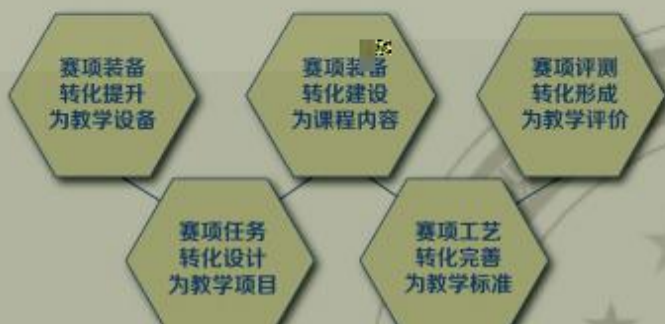 赛项装备
转化提升
为教学设备
赛项装备
转化建设
为课程内容
赛项评测
转化形成
为教学评价
赛项任务
转化设计
为教学项目
赛项工艺
转化完善
为教学标准